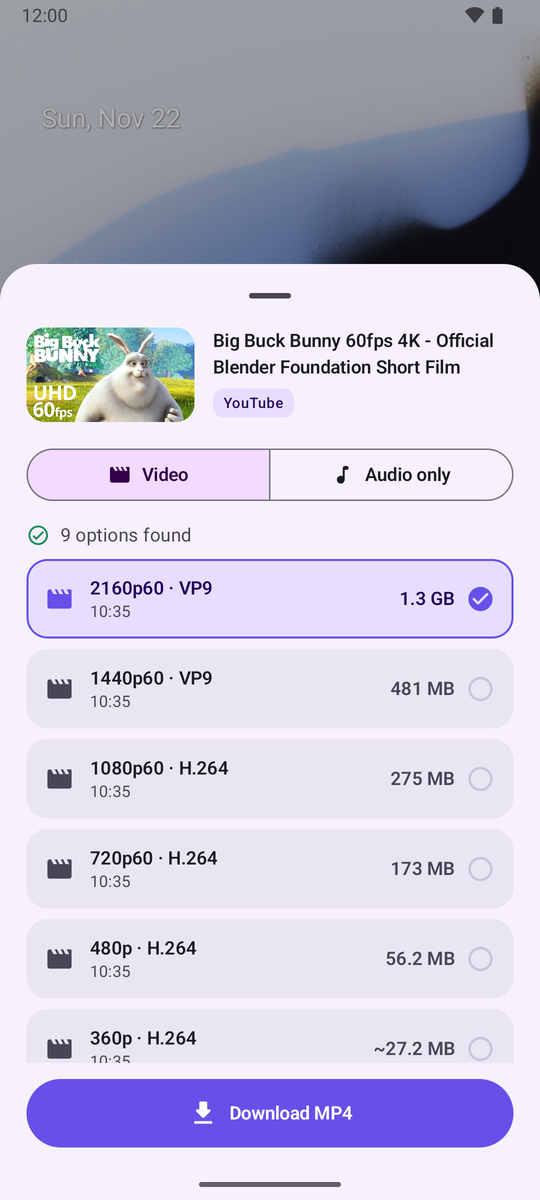 12:00
Sun, Nov 22
Big Buck
BUNNY
UHD
60fps
Big Buck Bunny 60fps 4K - Official
Blender Foundation Short Film
YouTube
Video
Audio only
9 options found
2160p60 · VP9
10:35
1.3 GB
1440p60 · VP9
10:35
481 MB
1080p60 · H.264
10:35
275 MB
720p60 · H.264
10:35
173 MB
480p · H.264
10:35
56.2 MB
360p · H.264
10:35
~27.2 MB
Download MP4